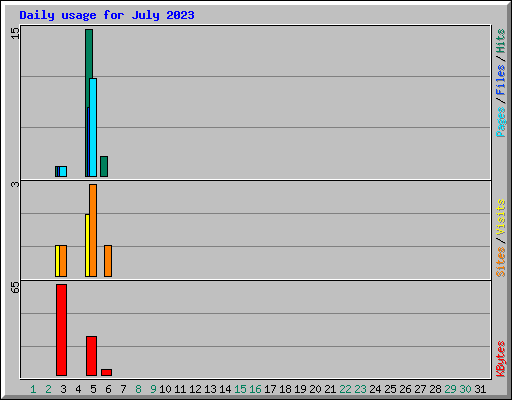 Daily usage for July 2023
15
3
65
Pages / Files / Hits
Sites / Visits
KBytes
1 2 3 4 5 6 7 8 9 10 11 12 13 14 15 16 17 18 19 20 21 22 23 24 25 26 27 28 29 30 31